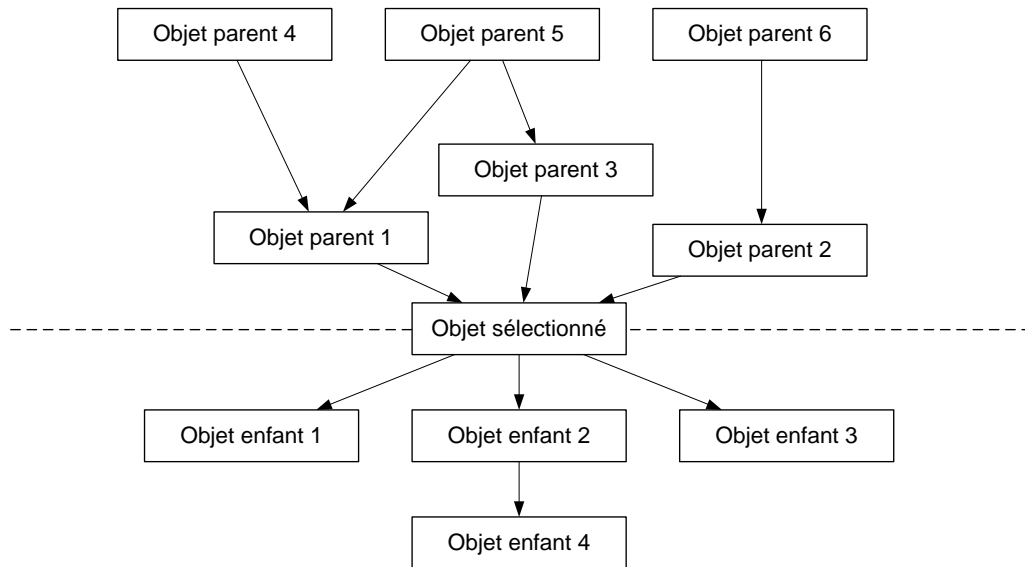 Objet parent 4
Objet parent 5
Objet parent 6
Objet parent 3
Objet parent 1
Objet parent 2
Objet sélectionné
Objet enfant 1
Objet enfant 2
Objet enfant 3
Objet enfant 4